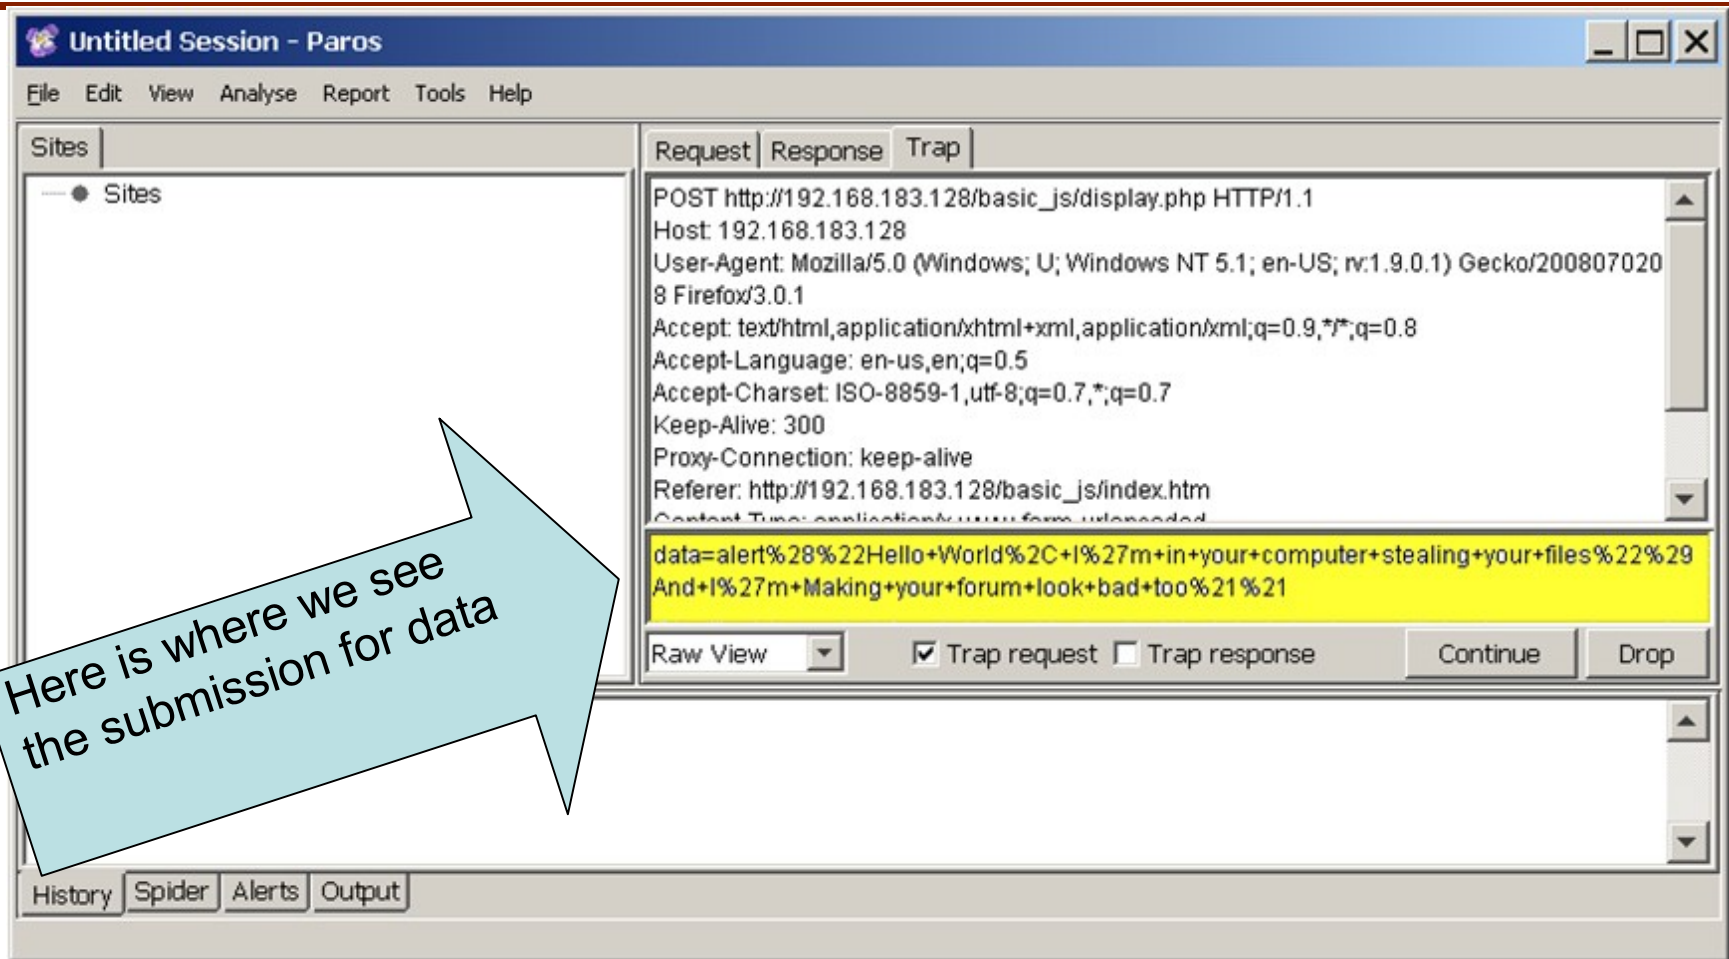 Untitled Session - Paros
File Edit View Analyse Report Tools Help
Sites
Sites
Request Response Trap
POST http://192.168.183.128/basic_js/display.php HTTP/1.1
Host: 192.168.183.128
User-Agent: Mozilla/5.0 (Windows; U; Windows NT 5.1; en-US; rv:1.9.0.1) Gecko/200807020
8 Firefox/3.0.1
Accept: text/html,application/xhtml+xml,application/xml;q=0.9,*/*;q=0.8
Accept-Language: en-us,en;q=0.5
Accept-Charset: ISO-8859-1,utf-8;q=0.7,*;q=0.7
Keep-Alive: 300
Proxy-Connection: keep-alive
Referer: http://192.168.183.128/basic_js/index.htm
Content-Type: application/x-www-form-urlencoded
data=alert%28%22Hello+World%2C+I%27m+in+your+computer+stealing+your+files%22%29
And+I%27m+Making+your+forum+look+bad+too%21%21
Raw View Trap request Trap response Continue Drop
Here is where we see
the submission for data
History Spider Alerts Output